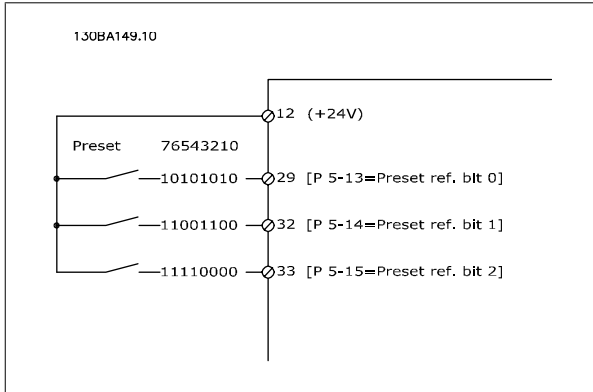 130BA149.10
12 (+24V)
Preset 76543210
10101010 29 [P 5-13=Preset ref. bit 0]
11001100 32 [P 5-14=Preset ref. bit 1]
11110000 33 [P 5-15=Preset ref. bit 2]